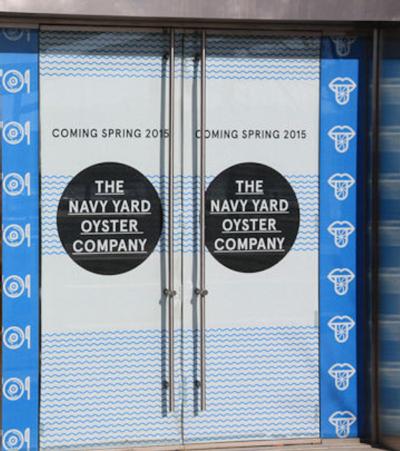 COMING SPRING 2015
THE
NAVY YARD
OYSTER
COMPANY
COMING SPRING 2015
THE
NAVY YARD
OYSTER
COMPANY